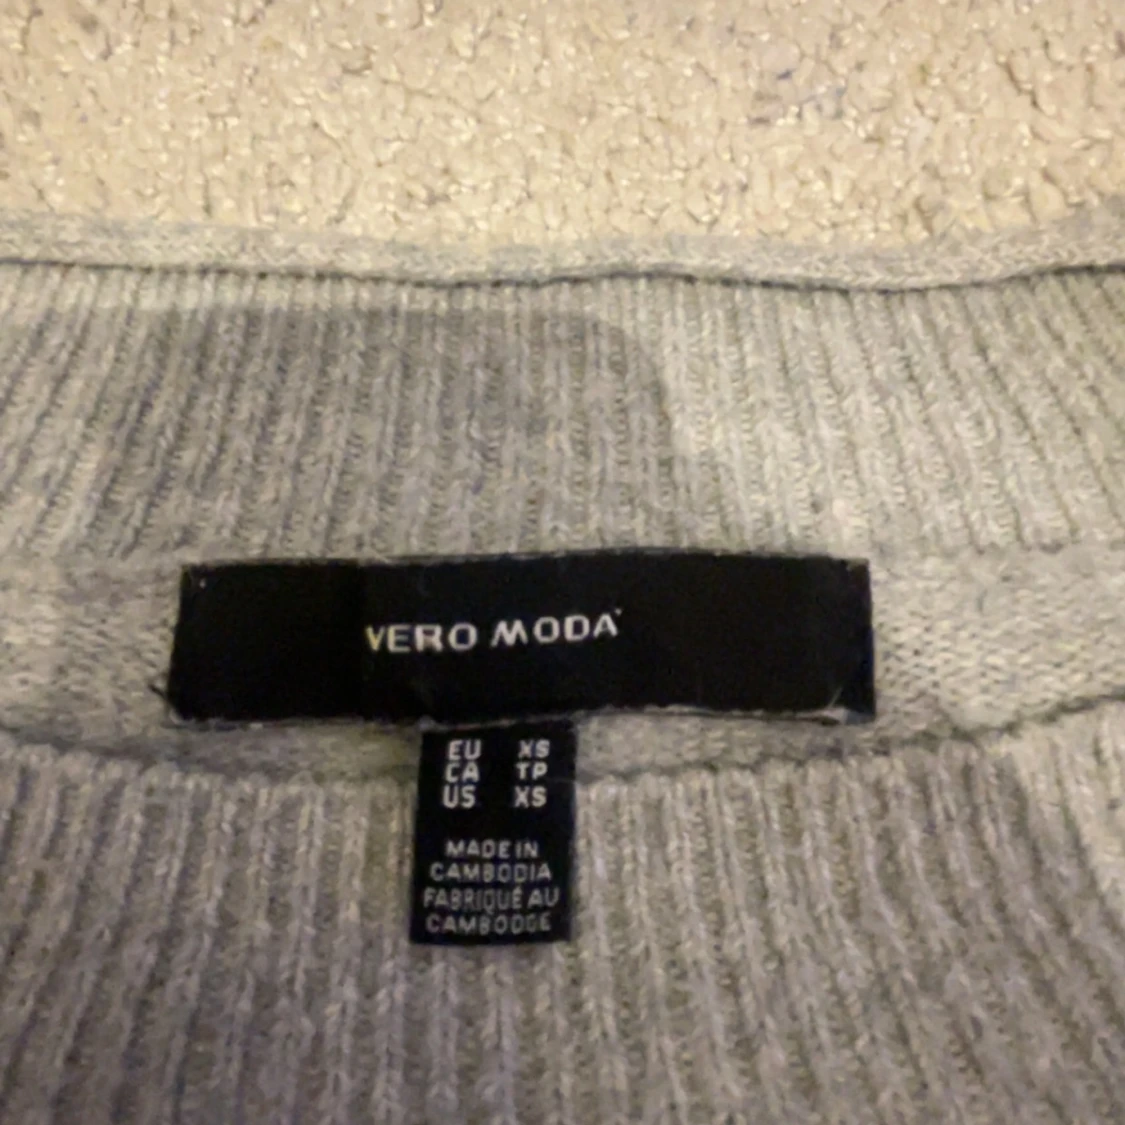 VERO MODA
EU XS
CA TP
US XS
MADE IN
CAMBODIA
FABRIQUÉ AU
CAMBODGE